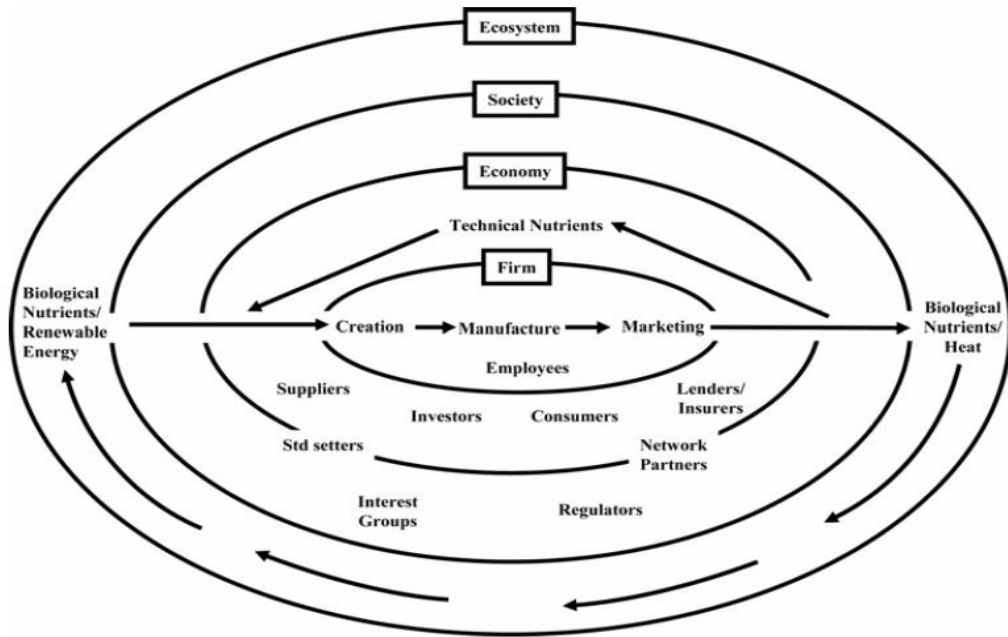 Ecosystem
Society
Economy
Technical Nutrients
Firm
Biological
Nutrients/
Renewable
Energy
Creation
Manufacture
Marketing
Biological
Nutrients/
Heat
Employees
Suppliers
Investors
Consumers
Lenders/
Insurers
Std setters
Network
Partners
Interest
Groups
Regulators